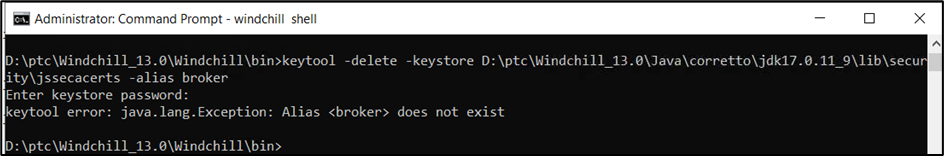 Administrator: Command Prompt - windchill shell
D:\ptc\Windchill_13.0\Windchill\bin>keytool -delete -keystore D:\ptc\Windchill_13.0\Java\corretto\jdk17.0.11_9\lib\secur
ity\jssecacerts -alias broker
Enter keystore password:
keytool error: java.lang.Exception: Alias <broker> does not exist
D:\ptc\Windchill_13.0\Windchill\bin>